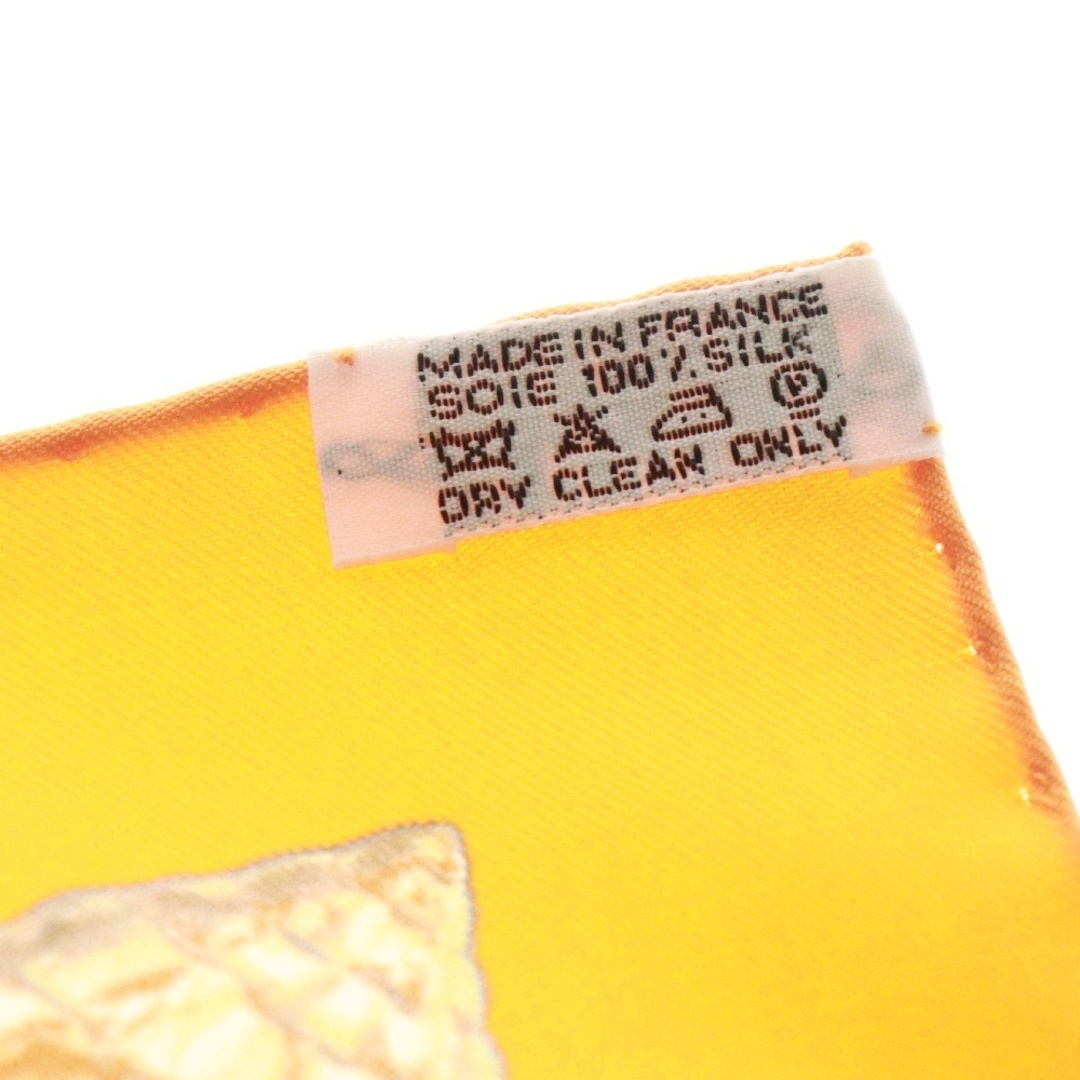 MADE IN FRANCE
SOIE 100% SILK
P
DRY CLEAN ONLY